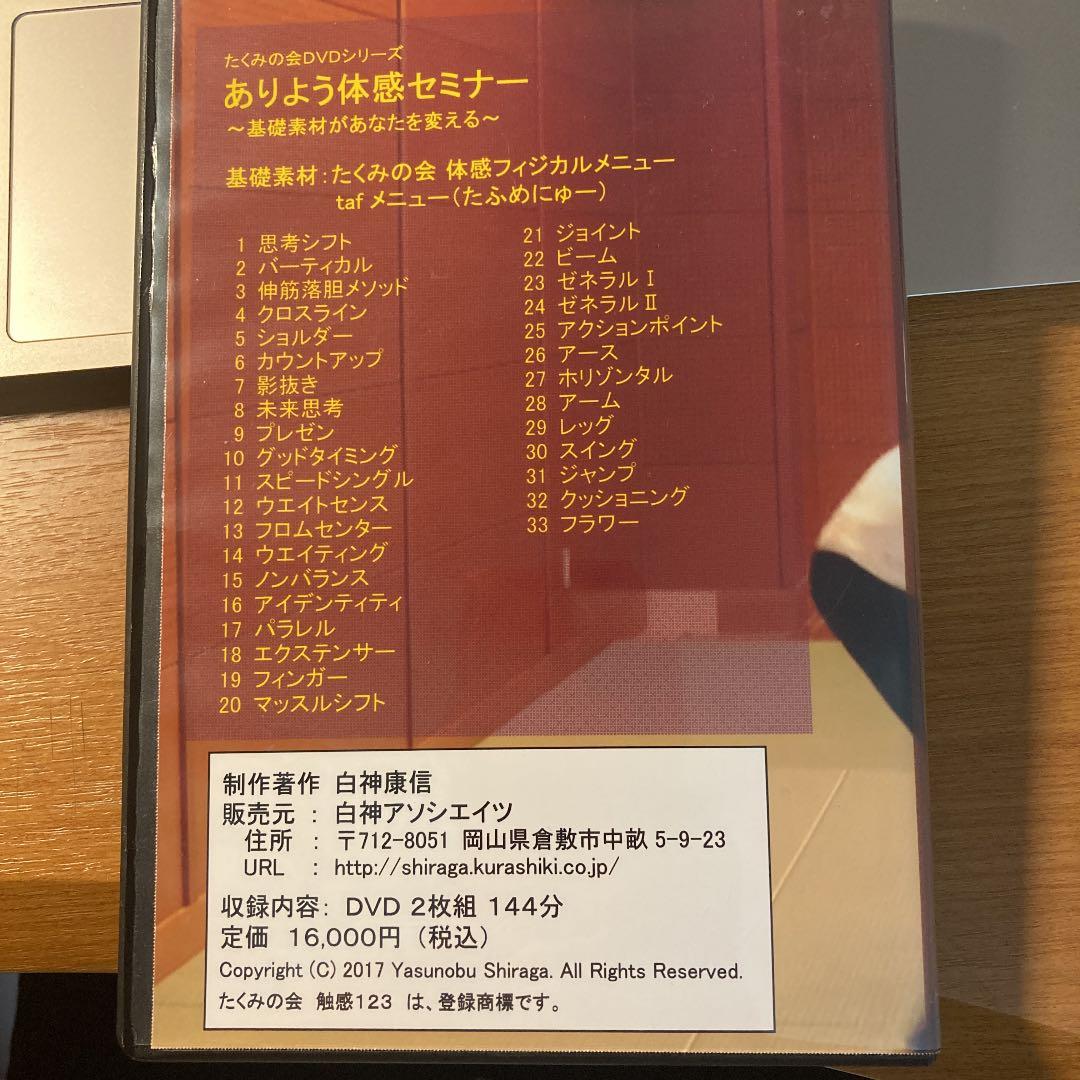 たくみの会DVDシリーズ
ありよう体感セミナー
～基礎素材があなたを変える～
基礎素材：たくみの会 体感フィジカルメニュー
taf メニュー（たふめにゅー）
1 思考シフト
2 バーティカル
3 伸筋落胆メソッド
4 クロスライン
5 ショルダー
6 カウントアップ
7 影抜き
8 未来思考
9 プレゼン
10 グッドタイミング
11 スピードシングル
12 ウエイトセンス
13 フロムセンター
14 ウエイティング
15 ノンバランス
16 アイデンティティ
17 パラレル
18 エクステンサー
19 フィンガー
20 マッスルシフト
21 ジョイント
22 ビーム
23 ゼネラルⅠ
24 ゼネラルⅡ
25 アクションポイント
26 アース
27 ホリゾンタル
28 アーム
29 レッグ
30 スイング
31 ジャンプ
32 クッショニング
33 フラワー
制作著作 白神康信
販売元 ： 白神アソシエイツ
住所 ： 〒712-8051 岡山県倉敷市中畝 5-9-23
URL ： http://shiraga.kurashiki.co.jp/
収録内容： DVD 2枚組 144分
定価 16,000円（税込）
Copyright (C) 2017 Yasunobu Shiraga. All Rights Reserved.
たくみの会 触感123 は、登録商標です。